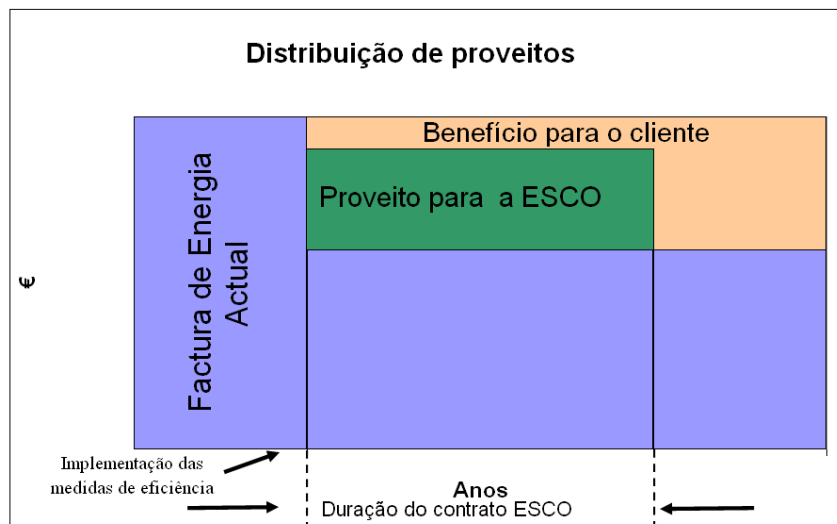 Distribuição de proveitos
Benefício para o cliente
Proveito para a ESCO
Factura de Energia
Actual
€
Implementação das
medidas de eficiência
Anos
Duração do contrato ESCO